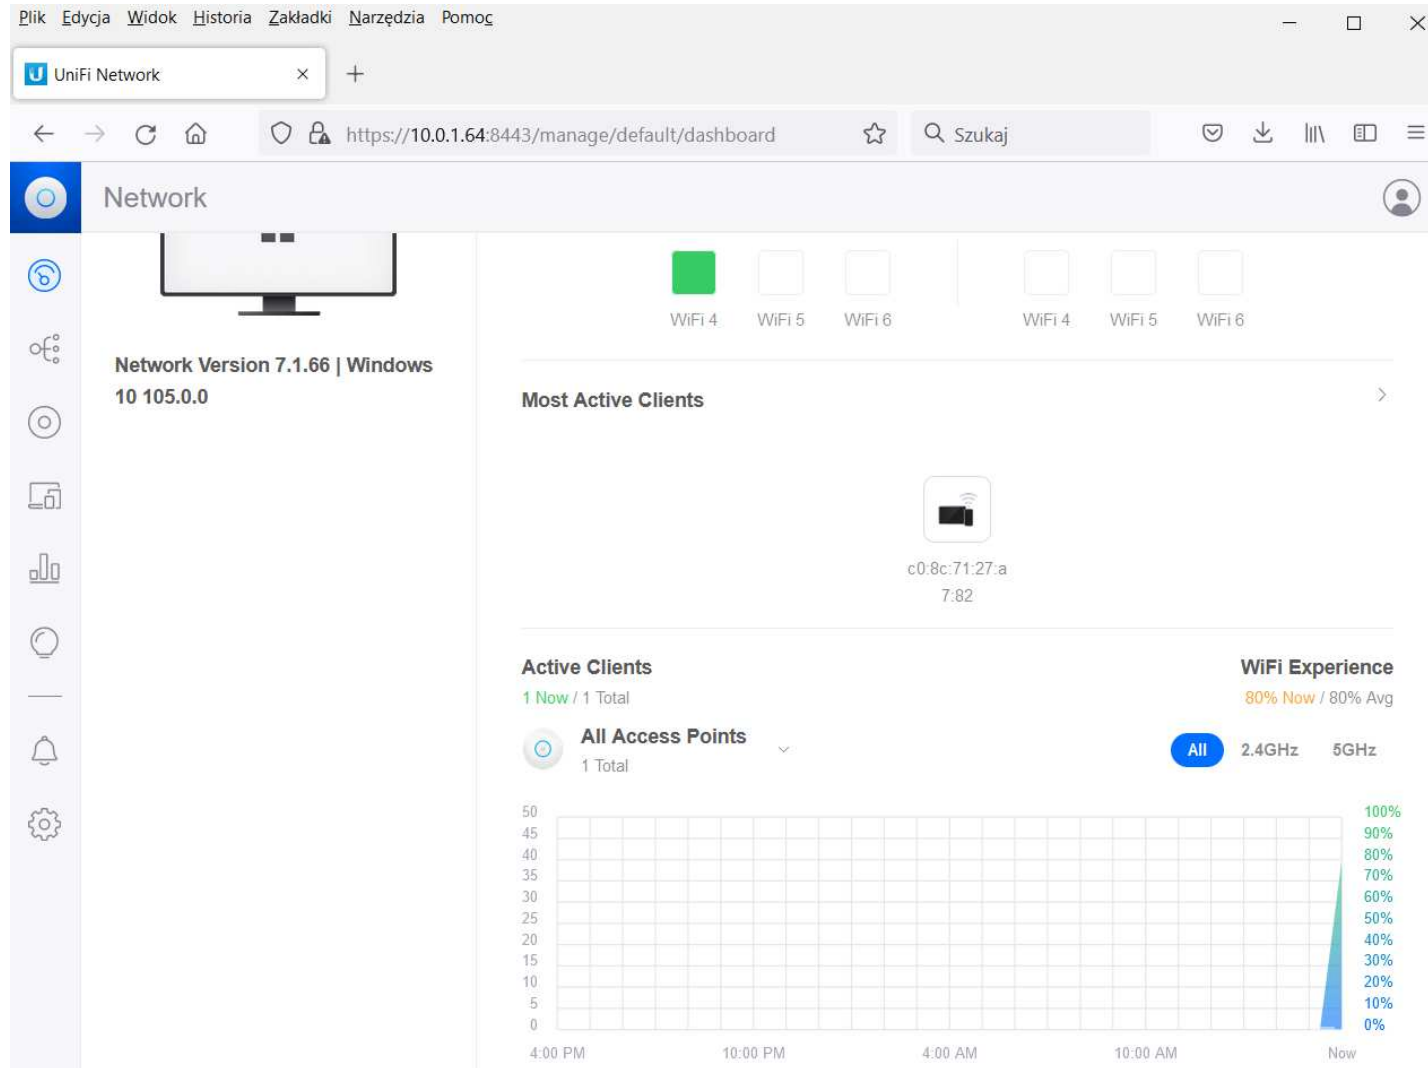 Plik Edycja Widok Historia Zakładki Narzędzia Pomoc
UniFi Network
https://10.0.1.64:8443/manage/default/dashboard
Szukaj
Network
WiFi 4 WiFi 5 WiFi 6 WiFi 4 WiFi 5 WiFi 6
Network Version 7.1.66 | Windows
10 105.0.0
Most Active Clients
c0:8c:71:27:a
7:82
Active Clients WiFi Experience
1 Now / 1 Total 80% Now / 80% Avg
All Access Points
1 Total
All 2.4GHz 5GHz
50 100%
45 90%
40 80%
35 70%
30 60%
25 50%
20 40%
15 30%
10 20%
5 10%
0 0%
4:00 PM 10:00 PM 4:00 AM 10:00 AM Now